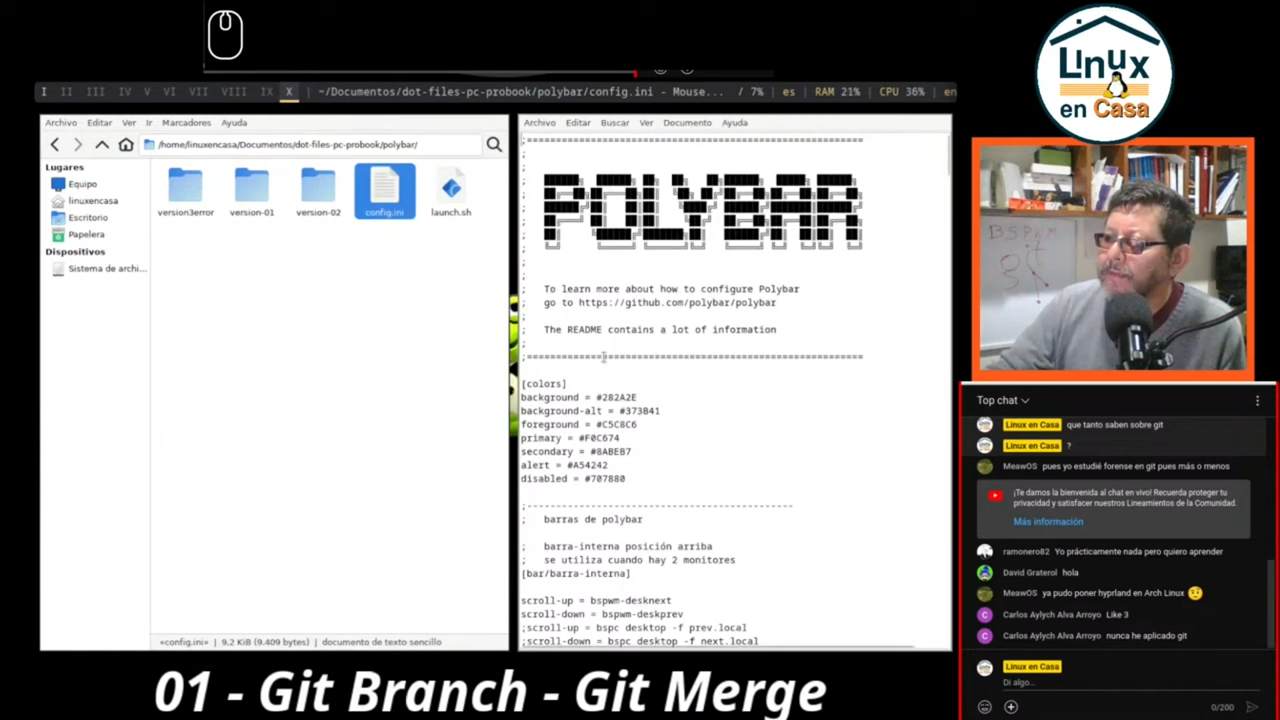 I II III IV V VI VII VIII IX X | ~/Documentos/dot-files-pc-probook/polybar/config.ini - Mouse... / 7% | es | RAM 21% | CPU 36% | en
Archivo Editar Ver Ir Marcadores Ayuda
/home/linuxencasa/Documentos/dot-files-pc-probook/polybar/
Lugares
Equipo
linuxencasa
Escritorio
Papelera
Dispositivos
Sistema de archi...
version3error version-01 version-02 config.ini launch.sh
«config.ini» | 9,2 KiB (9.409 bytes) | documento de texto sencillo
Archivo Editar Buscar Ver Documento Ayuda
;==========================================================
;
;
; POLYBAR
;
;
; To learn more about how to configure Polybar
; go to https://github.com/polybar/polybar
;
; The README contains a lot of information
;
;==========================================================
[colors]
background = #282A2E
background-alt = #373B41
foreground = #C5C8C6
primary = #F0C674
secondary = #8ABEB7
alert = #A54242
disabled = #707880
;-----------------------------------------------
; barras de polybar
; barra-interna posición arriba
; se utiliza cuando hay 2 monitores
[bar/barra-interna]
scroll-up = bspwm-desknext
scroll-down = bspwm-deskprev
;scroll-up = bspc desktop -f prev.local
;scroll-down = bspc desktop -f next.local
Linux
en Casa
BSPWM
Top chat
Linux en Casa que tanto saben sobre git
Linux en Casa ?
MeawOS pues yo estudié forense en git pues más o menos
¡Te damos la bienvenida al chat en vivo! Recuerda proteger tu
privacidad y satisfacer nuestros Lineamientos de la Comunidad.
Más información
ramonero82 Yo prácticamente nada pero quiero aprender
David Graterol hola
MeawOS ya pudo poner hyprland en Arch Linux
Carlos Aylych Alva Arroyo Like 3
Carlos Aylych Alva Arroyo nunca he aplicado git
Linux en Casa
Di algo...
0/200
01 - Git Branch - Git Merge